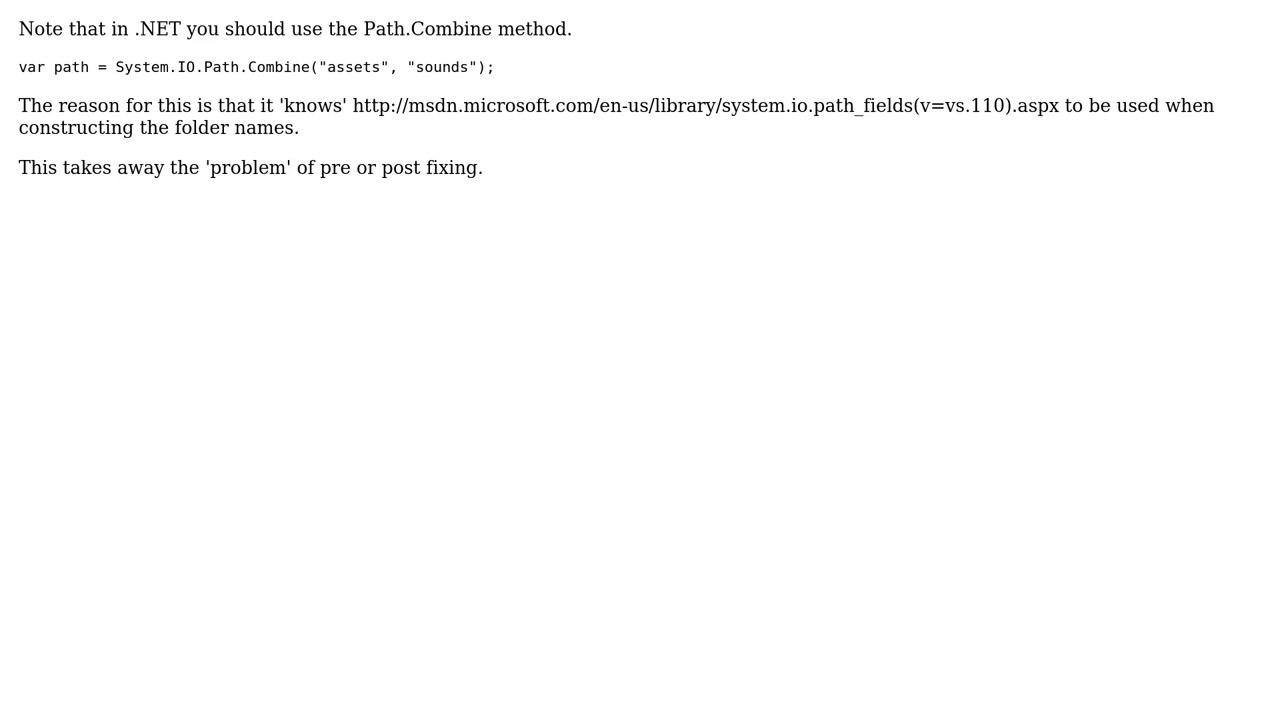 Note that in .NET you should use the Path.Combine method.
var path = System.IO.Path.Combine("assets", "sounds");
The reason for this is that it 'knows' http://msdn.microsoft.com/en-us/library/system.io.path_fields(v=vs.110).aspx to be used when
constructing the folder names.
This takes away the 'problem' of pre or post fixing.